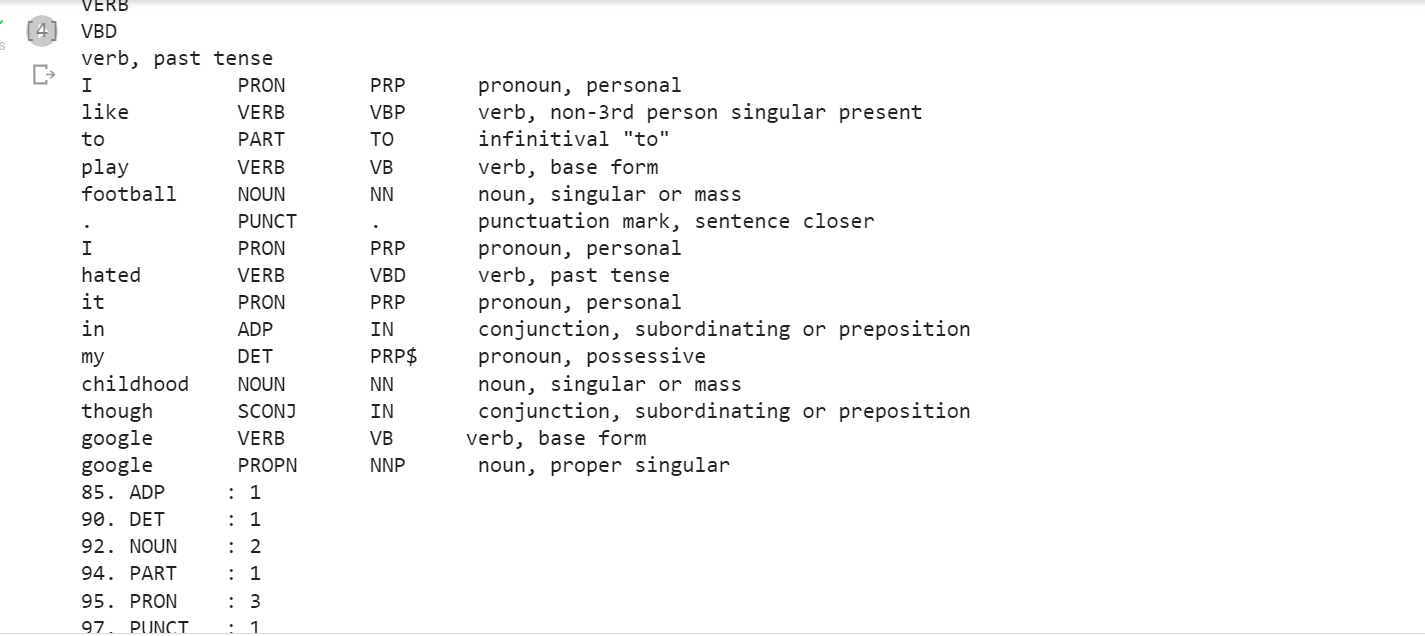 VERB
[4] VBD
s
verb, past tense
I PRON PRP pronoun, personal
like VERB VBP verb, non-3rd person singular present
to PART TO infinitival "to"
play VERB VB verb, base form
football NOUN NN noun, singular or mass
. PUNCT . punctuation mark, sentence closer
I PRON PRP pronoun, personal
hated VERB VBD verb, past tense
it PRON PRP pronoun, personal
in ADP IN conjunction, subordinating or preposition
my DET PRP$ pronoun, possessive
childhood NOUN NN noun, singular or mass
though SCONJ IN conjunction, subordinating or preposition
google VERB VB verb, base form
google PROPN NNP noun, proper singular
85. ADP : 1
90. DET : 1
92. NOUN : 2
94. PART : 1
95. PRON : 3
97. PUNCT : 1